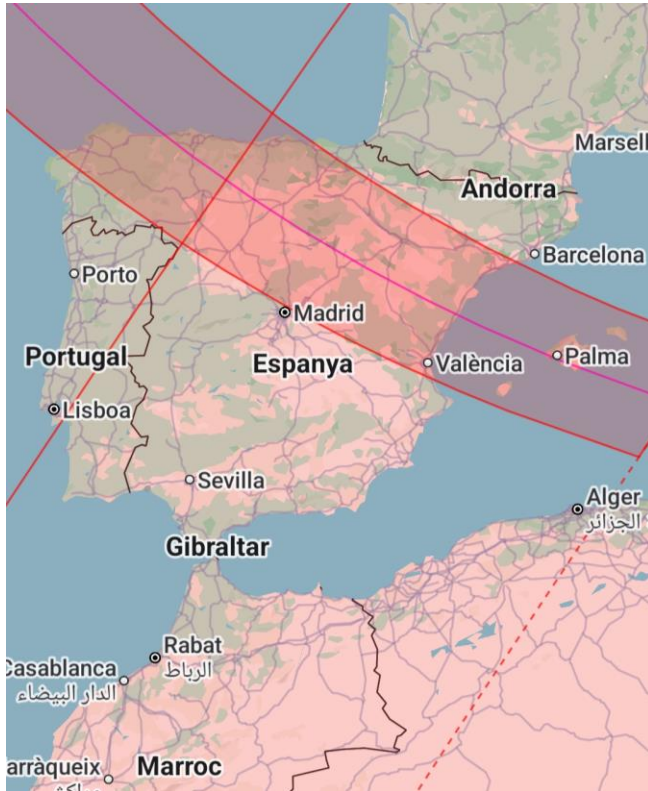 Marsell
Andorra
Barcelona
Porto
Madrid
Portugal
Espanya
València
Palma
Lisboa
Sevilla
Alger
الجزائر
Gibraltar
Rabat
الرباط
Casablanca
الدار البيضاء
arràqueix
Marroc